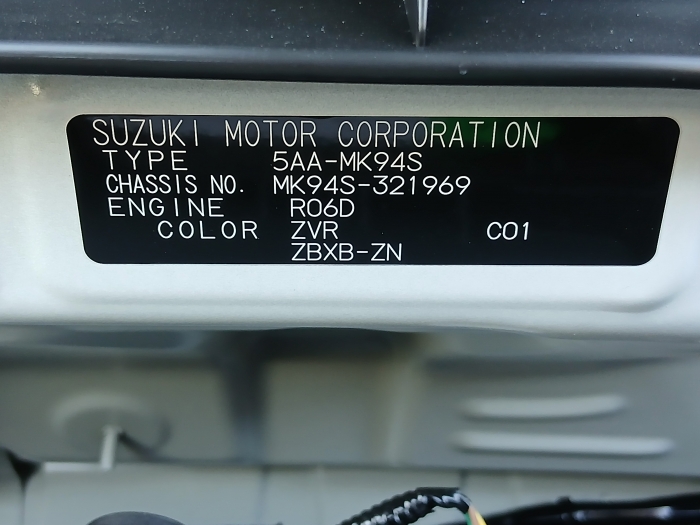 SUZUKI MOTOR CORPORATION
TYPE 5AA-MK94S
CHASSIS NO. MK94S-321969
ENGINE R06D
COLOR ZVR C01
ZBXB-ZN